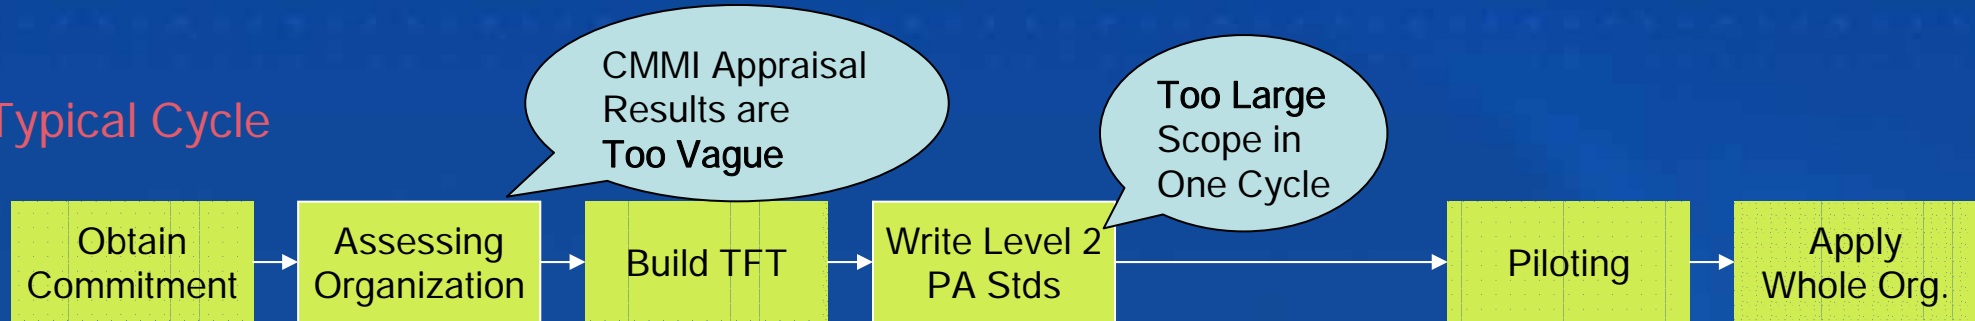 CMMI Appraisal
Results are
Too Vague
Too Large
Scope in
One Cycle
Typical Cycle
Obtain
Commitment
Assessing
Organization
Build TFT
Write Level 2
PA Stds
Piloting
Apply
Whole Org.